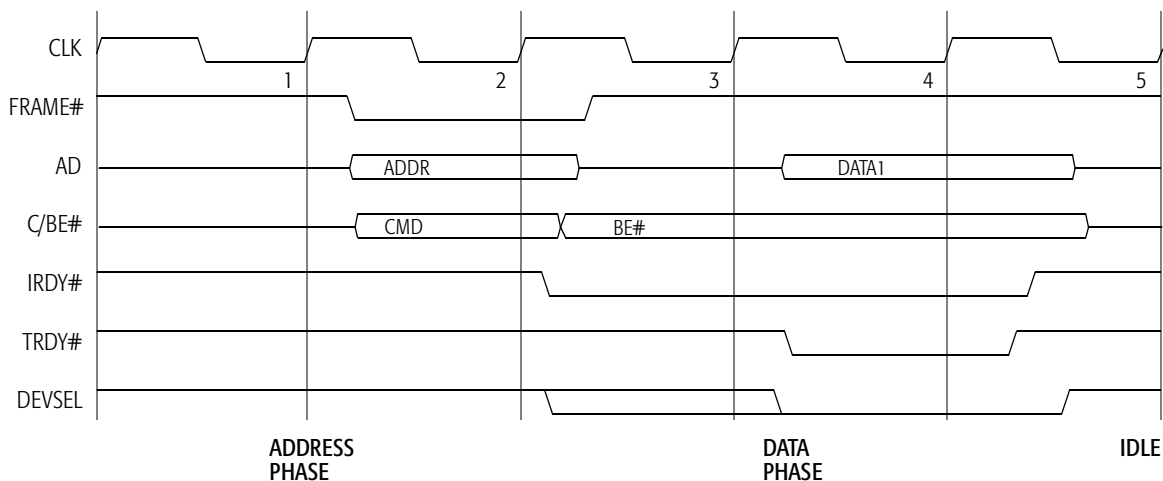 CLK
1 2 3 4 5
FRAME#
AD ADDR DATA1
C/BE# CMD BE#
IRDY#
TRDY#
DEVSEL
ADDRESS PHASE
DATA PHASE
IDLE